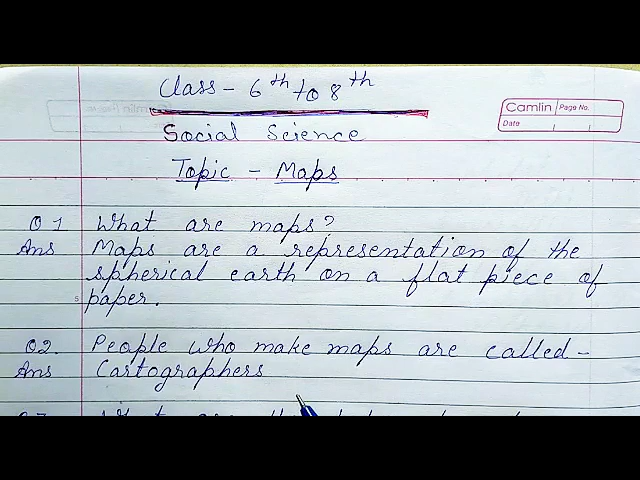 Class - 6th to 8th
Camlin Page No.
Date
Social Science
Topic - Maps
Q 1 What are maps?
Ans Maps are a representation of the
spherical earth on a flat piece of
paper.
Q2. People who make maps are called-
Ans Cartographers